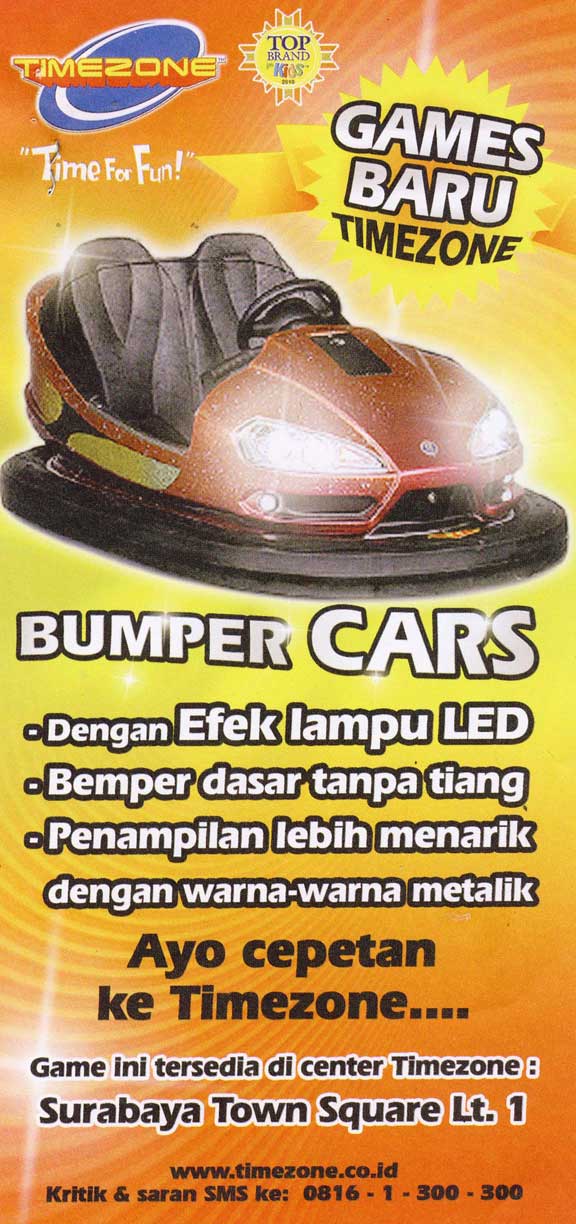 TIMEZONE
TOP
BRAND
for
KIDS
2010
"Time For Fun!"
GAMES
BARU
TIMEZONE
BUMPER CARS
- Dengan Efek lampu LED
- Bemper dasar tanpa tiang
- Penampilan lebih menarik
dengan warna-warna metalik
Ayo cepetan
ke Timezone....
Game ini tersedia di center Timezone :
Surabaya Town Square Lt. 1
www.timezone.co.id
Kritik & saran SMS ke: 0816 - 1 - 300 - 300